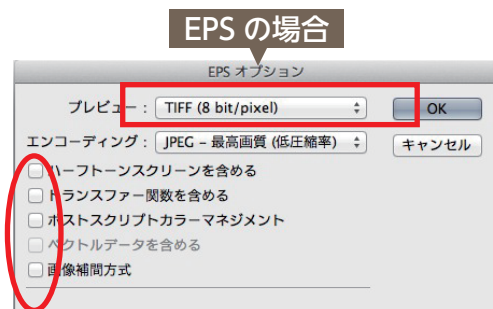 EPS の場合
EPS オプション
プレビュー： TIFF (8 bit/pixel)
OK
エンコーディング： JPEG – 最高画質 (低圧縮率)
キャンセル
ハーフトーンスクリーンを含める
トランスファー関数を含める
ポストスクリプトカラーマネジメント
ベクトルデータを含める
画像補間方式